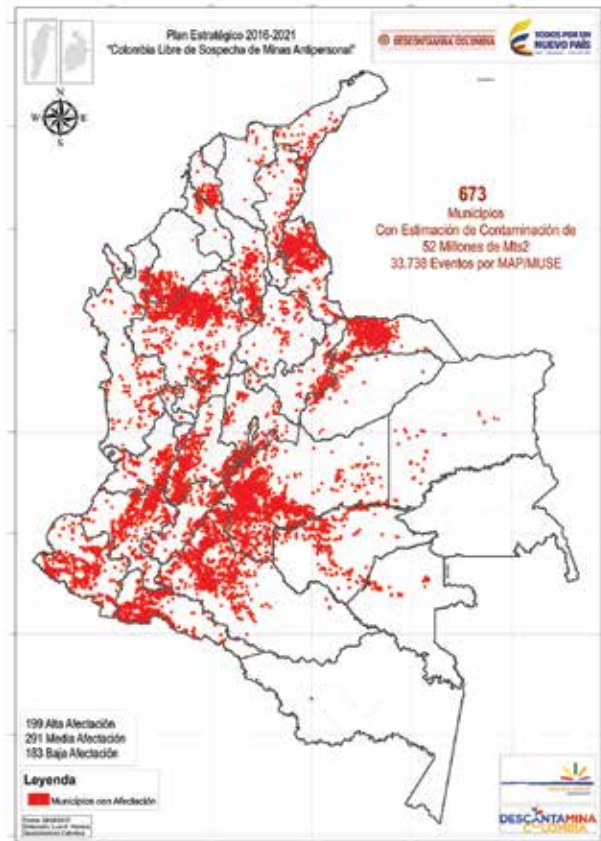 Plan Estratégico 2016-2021
"Colombia Libre de Sospecha de Minas Antipersonal"
DESCONTAMINA COLOMBIA
TODOS POR UN
NUEVO PAÍS
N
W E
S
673
Municipios
Con Estimación de Contaminación de
52 Millones de Mts2
33.738 Eventos por MAP/MUSE
199 Alta Afectación
291 Media Afectación
183 Baja Afectación
Leyenda
Municipios con Afectación
DESCONTAMINA
COLOMBIA